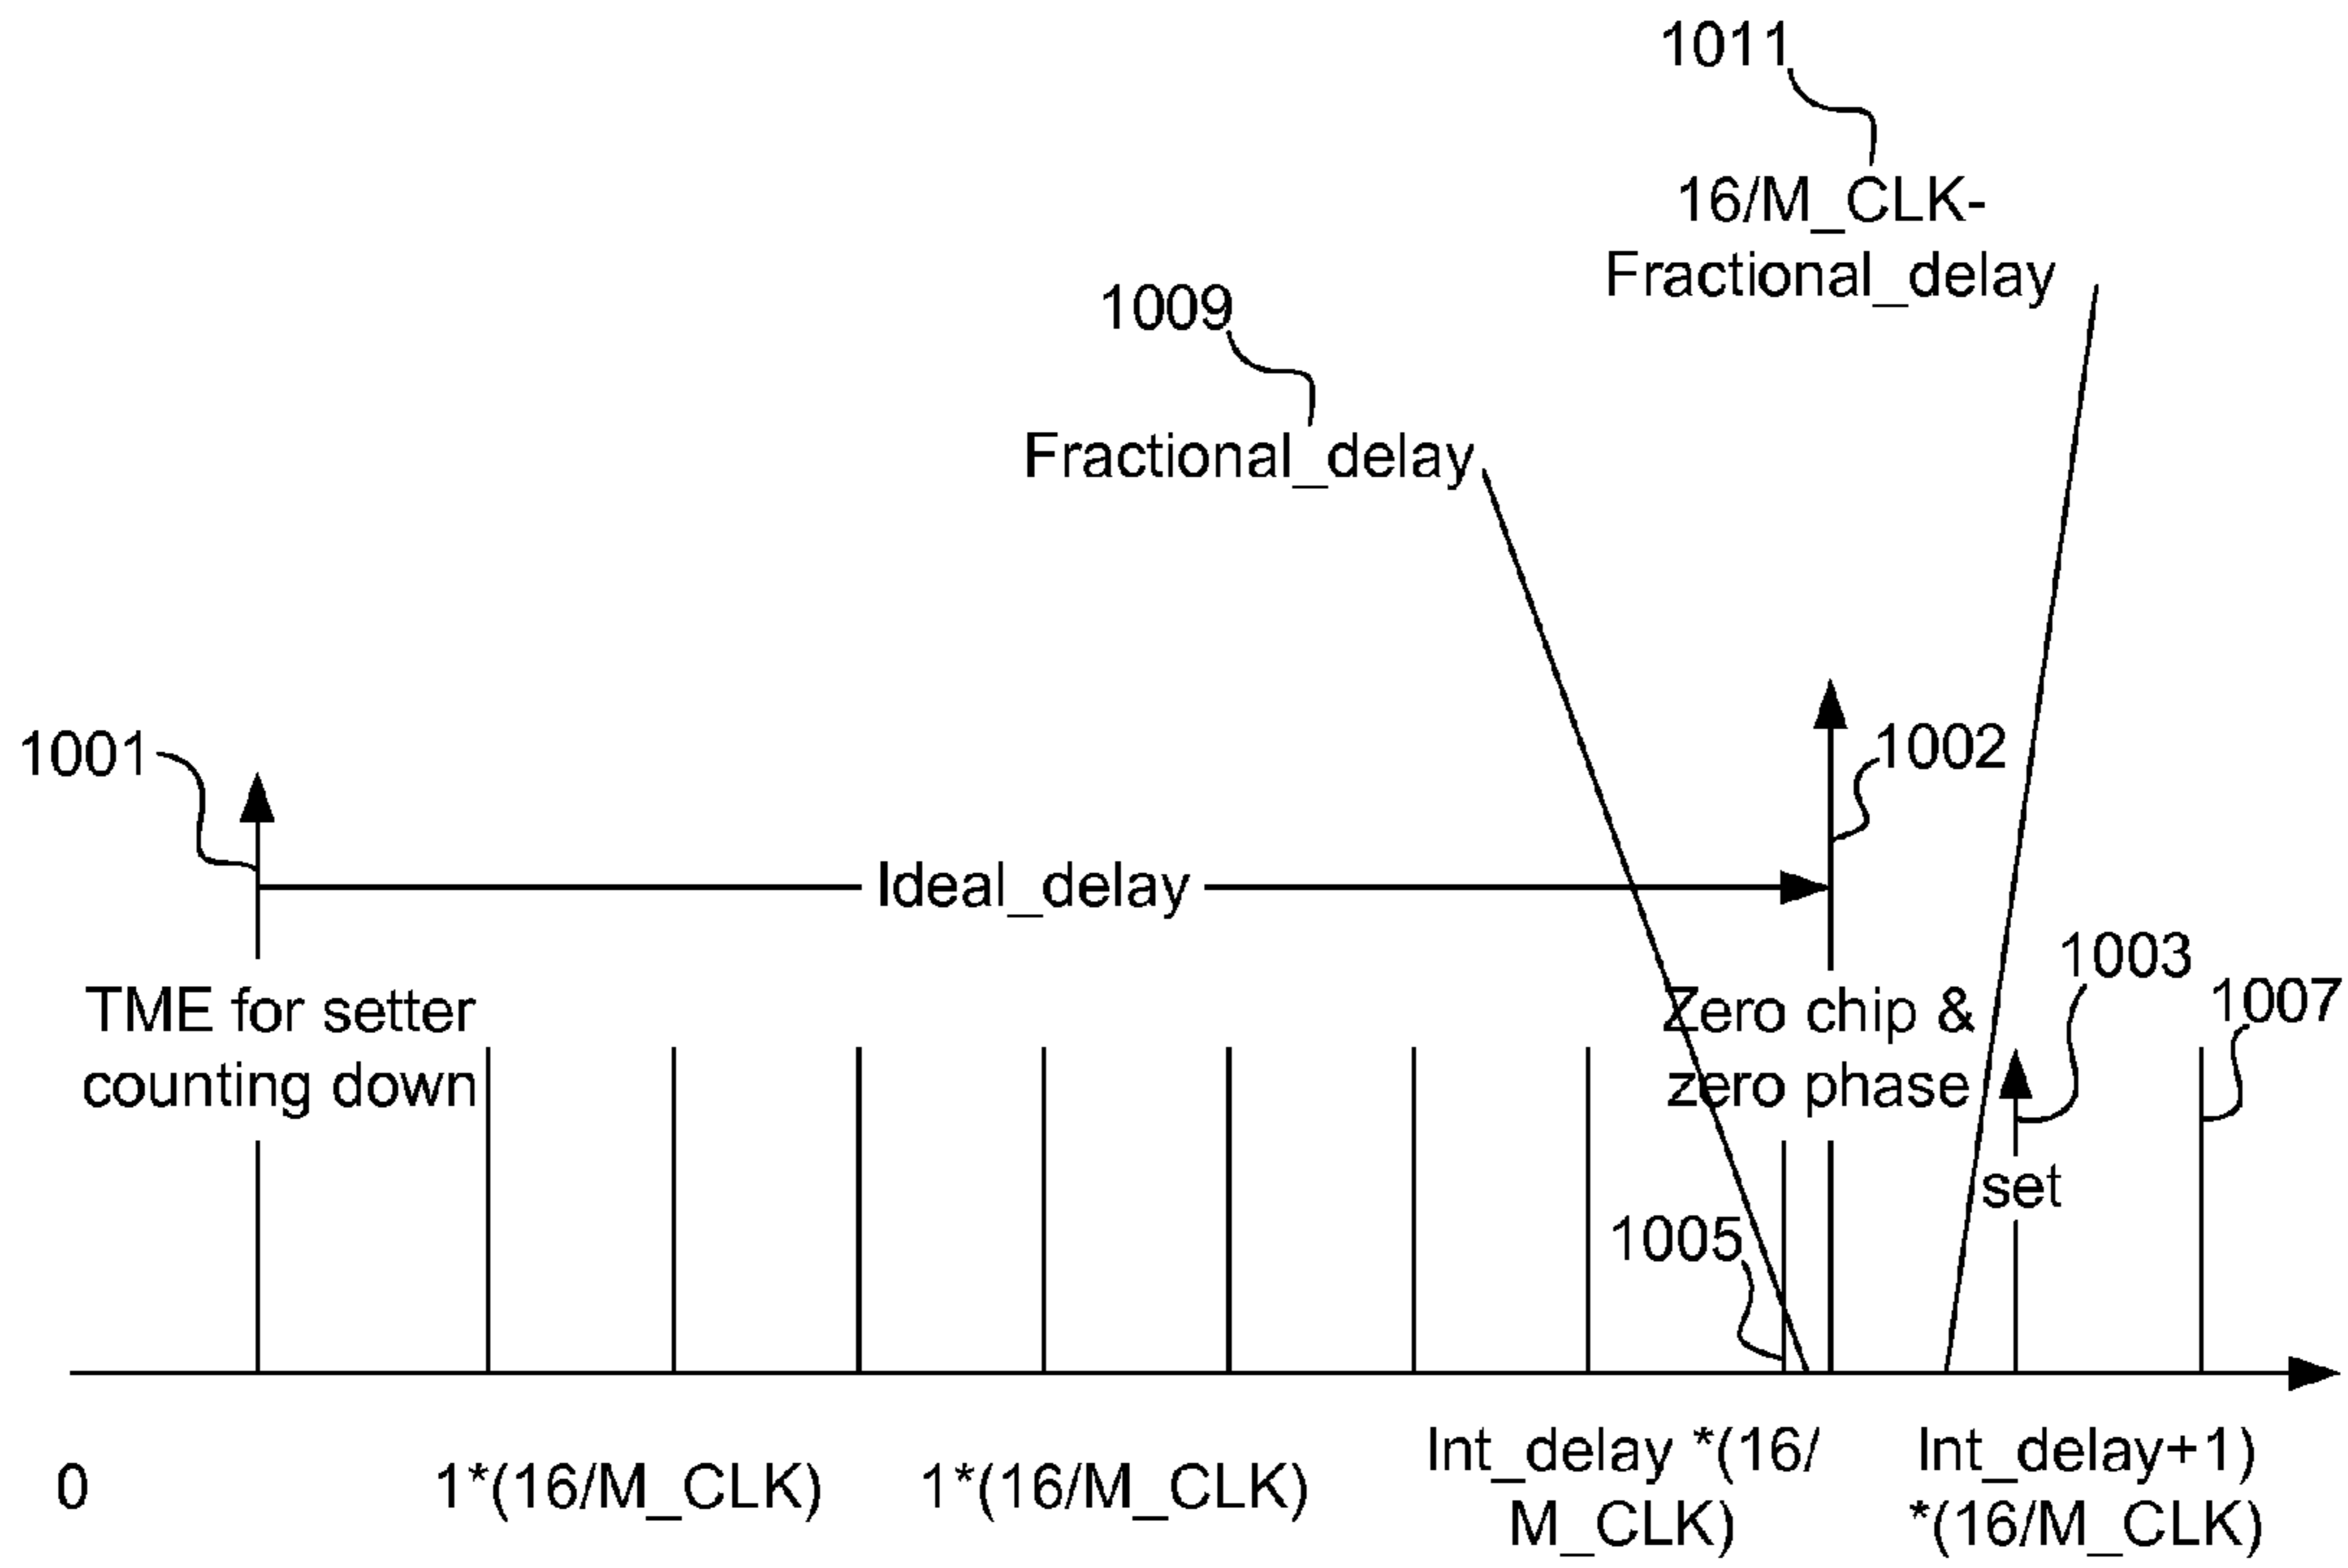 1011
16/M_CLK-
Fractional_delay
1009
Fractional_delay
1001
1002
Ideal_delay
1003
1007
TME for setter
counting down
Zero chip &
zero phase
set
1005
0
1*(16/M_CLK)
1*(16/M_CLK)
Int_delay *(16/
M_CLK)
Int_delay+1)
*(16/M_CLK)